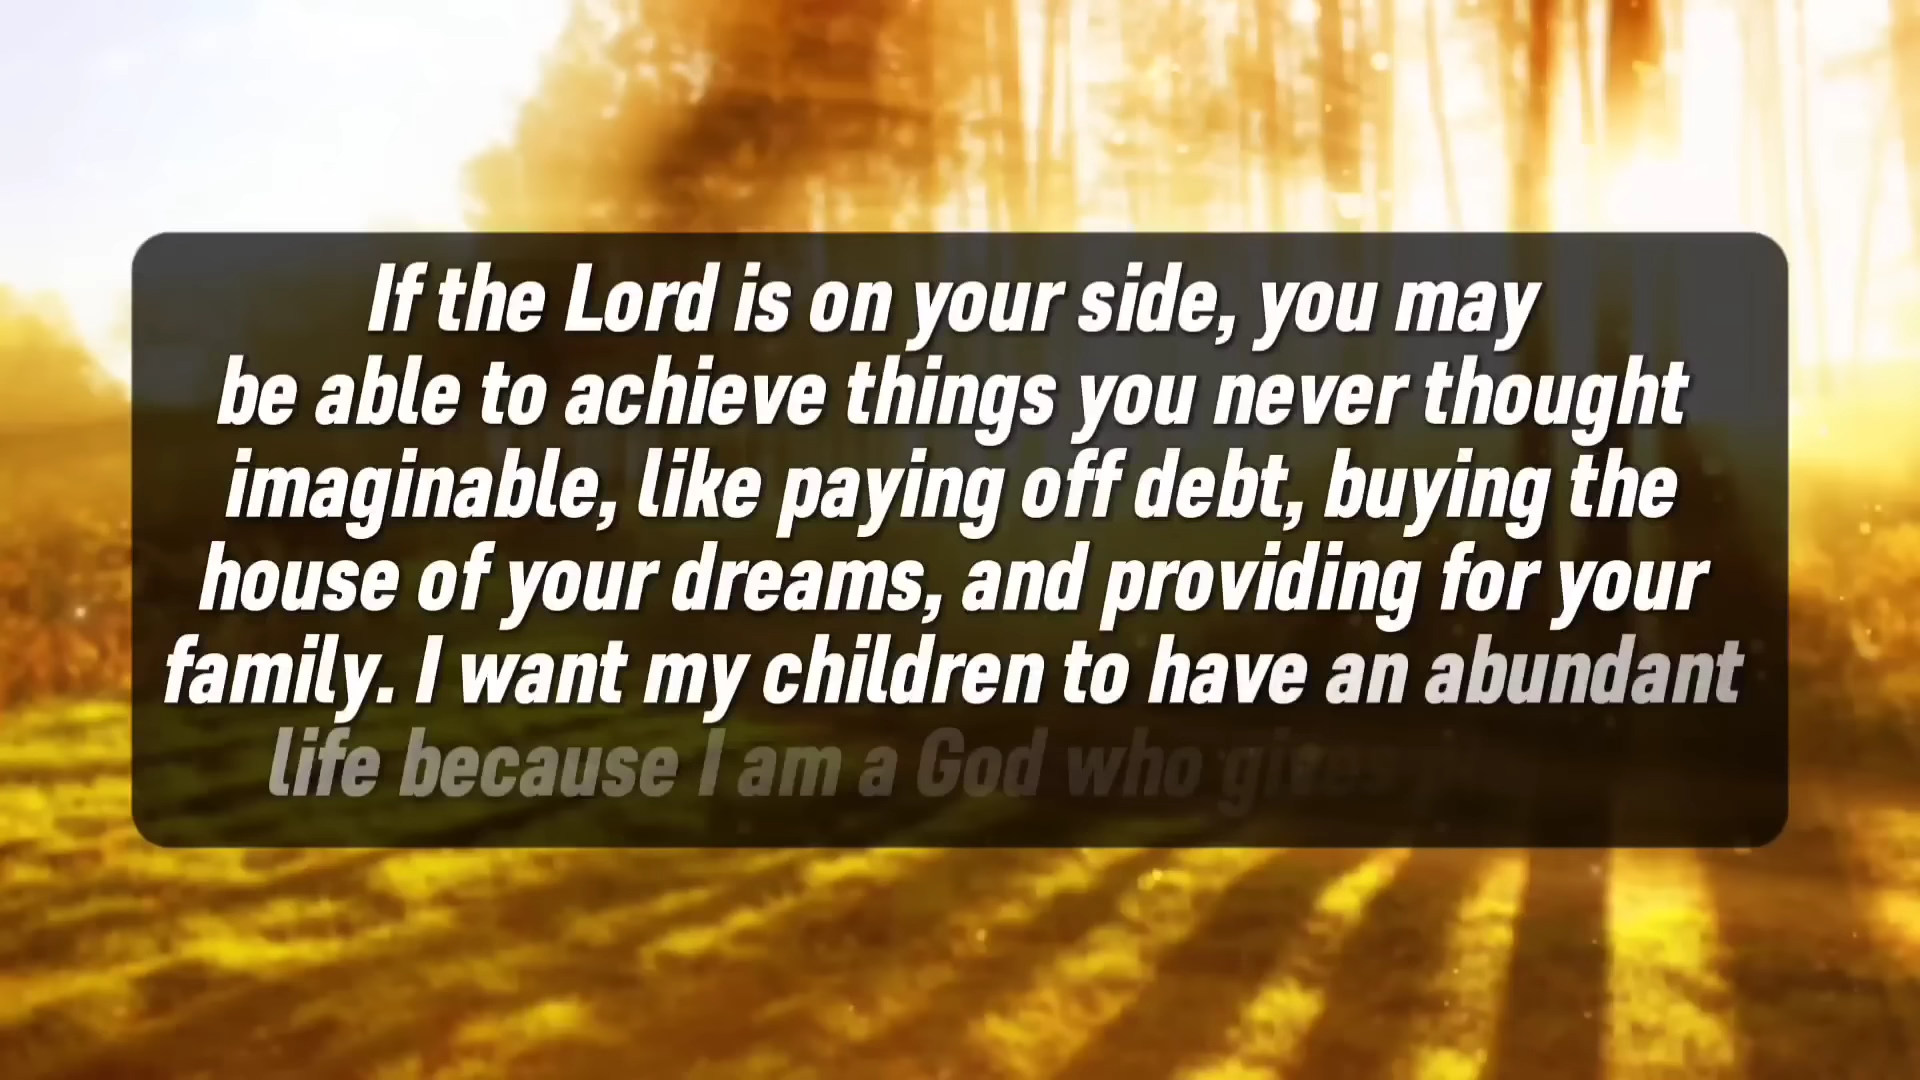 If the Lord is on your side, you may
be able to achieve things you never thought
imaginable, like paying off debt, buying the
house of your dreams, and providing for your
family. I want my children to have an abundant
life because I am a God who gives